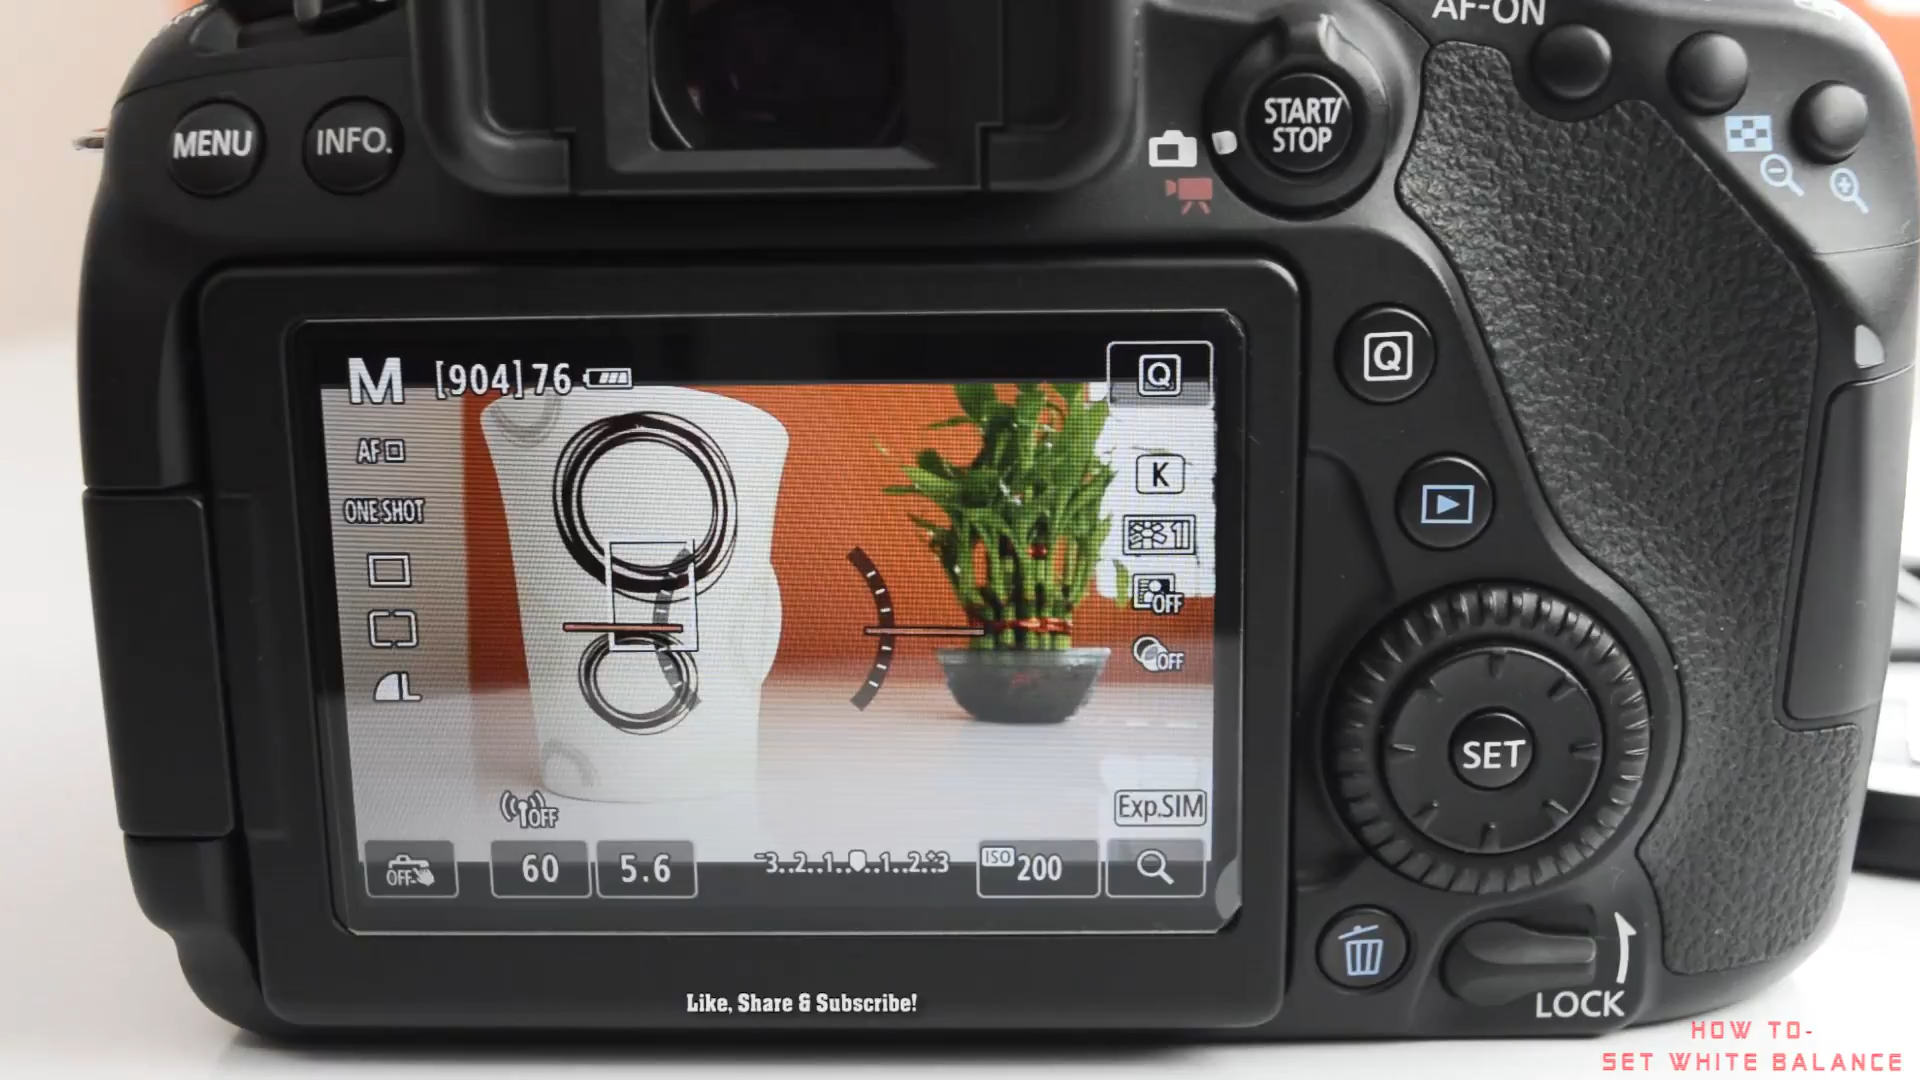 AF-ON
MENU
INFO.
START/
STOP
M
[904]76
Q
Q
AF
K
ONE SHOT
1
OFF
OFF
L
SET
OFF
Exp.SIM
OFF
60
5.6
-3..2..1..0..1..2..+3
ISO
200
Like, Share & Subscribe!
LOCK
HOW TO-
SET WHITE BALANCE